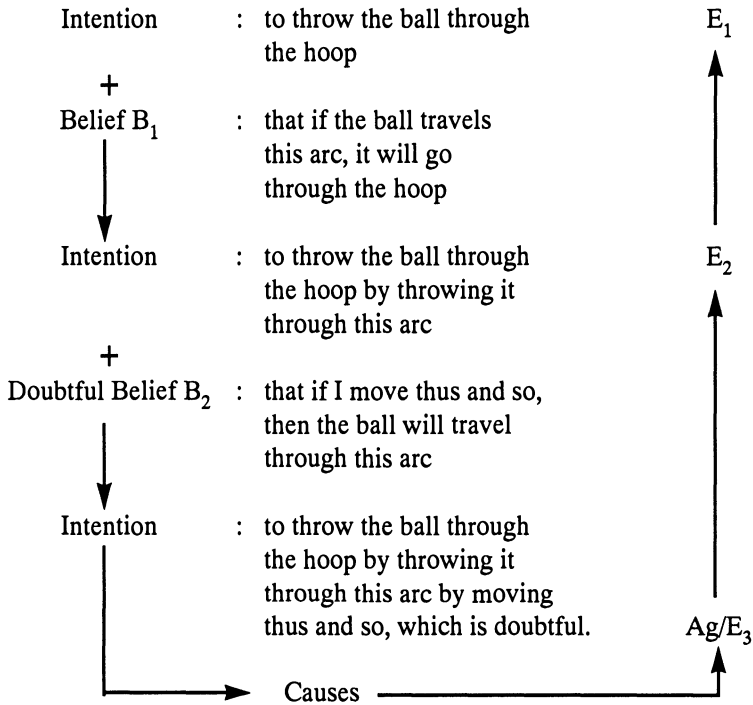 Intention : to throw the ball through E₁
the hoop
+
Belief B₁ : that if the ball travels
this arc, it will go
through the hoop
Intention : to throw the ball through E₂
the hoop by throwing it
through this arc
+
Doubtful Belief B₂ : that if I move thus and so,
then the ball will travel
through this arc
Intention : to throw the ball through
the hoop by throwing it
through this arc by moving
thus and so, which is doubtful. Ag/E₃
Causes